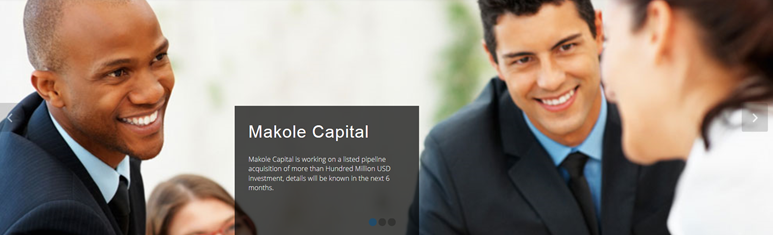 Makole Capital
Makole Capital is working on a listed pipeline
acquisition of more than Hundred Million USD
investment, details will be known in the next 6
months.